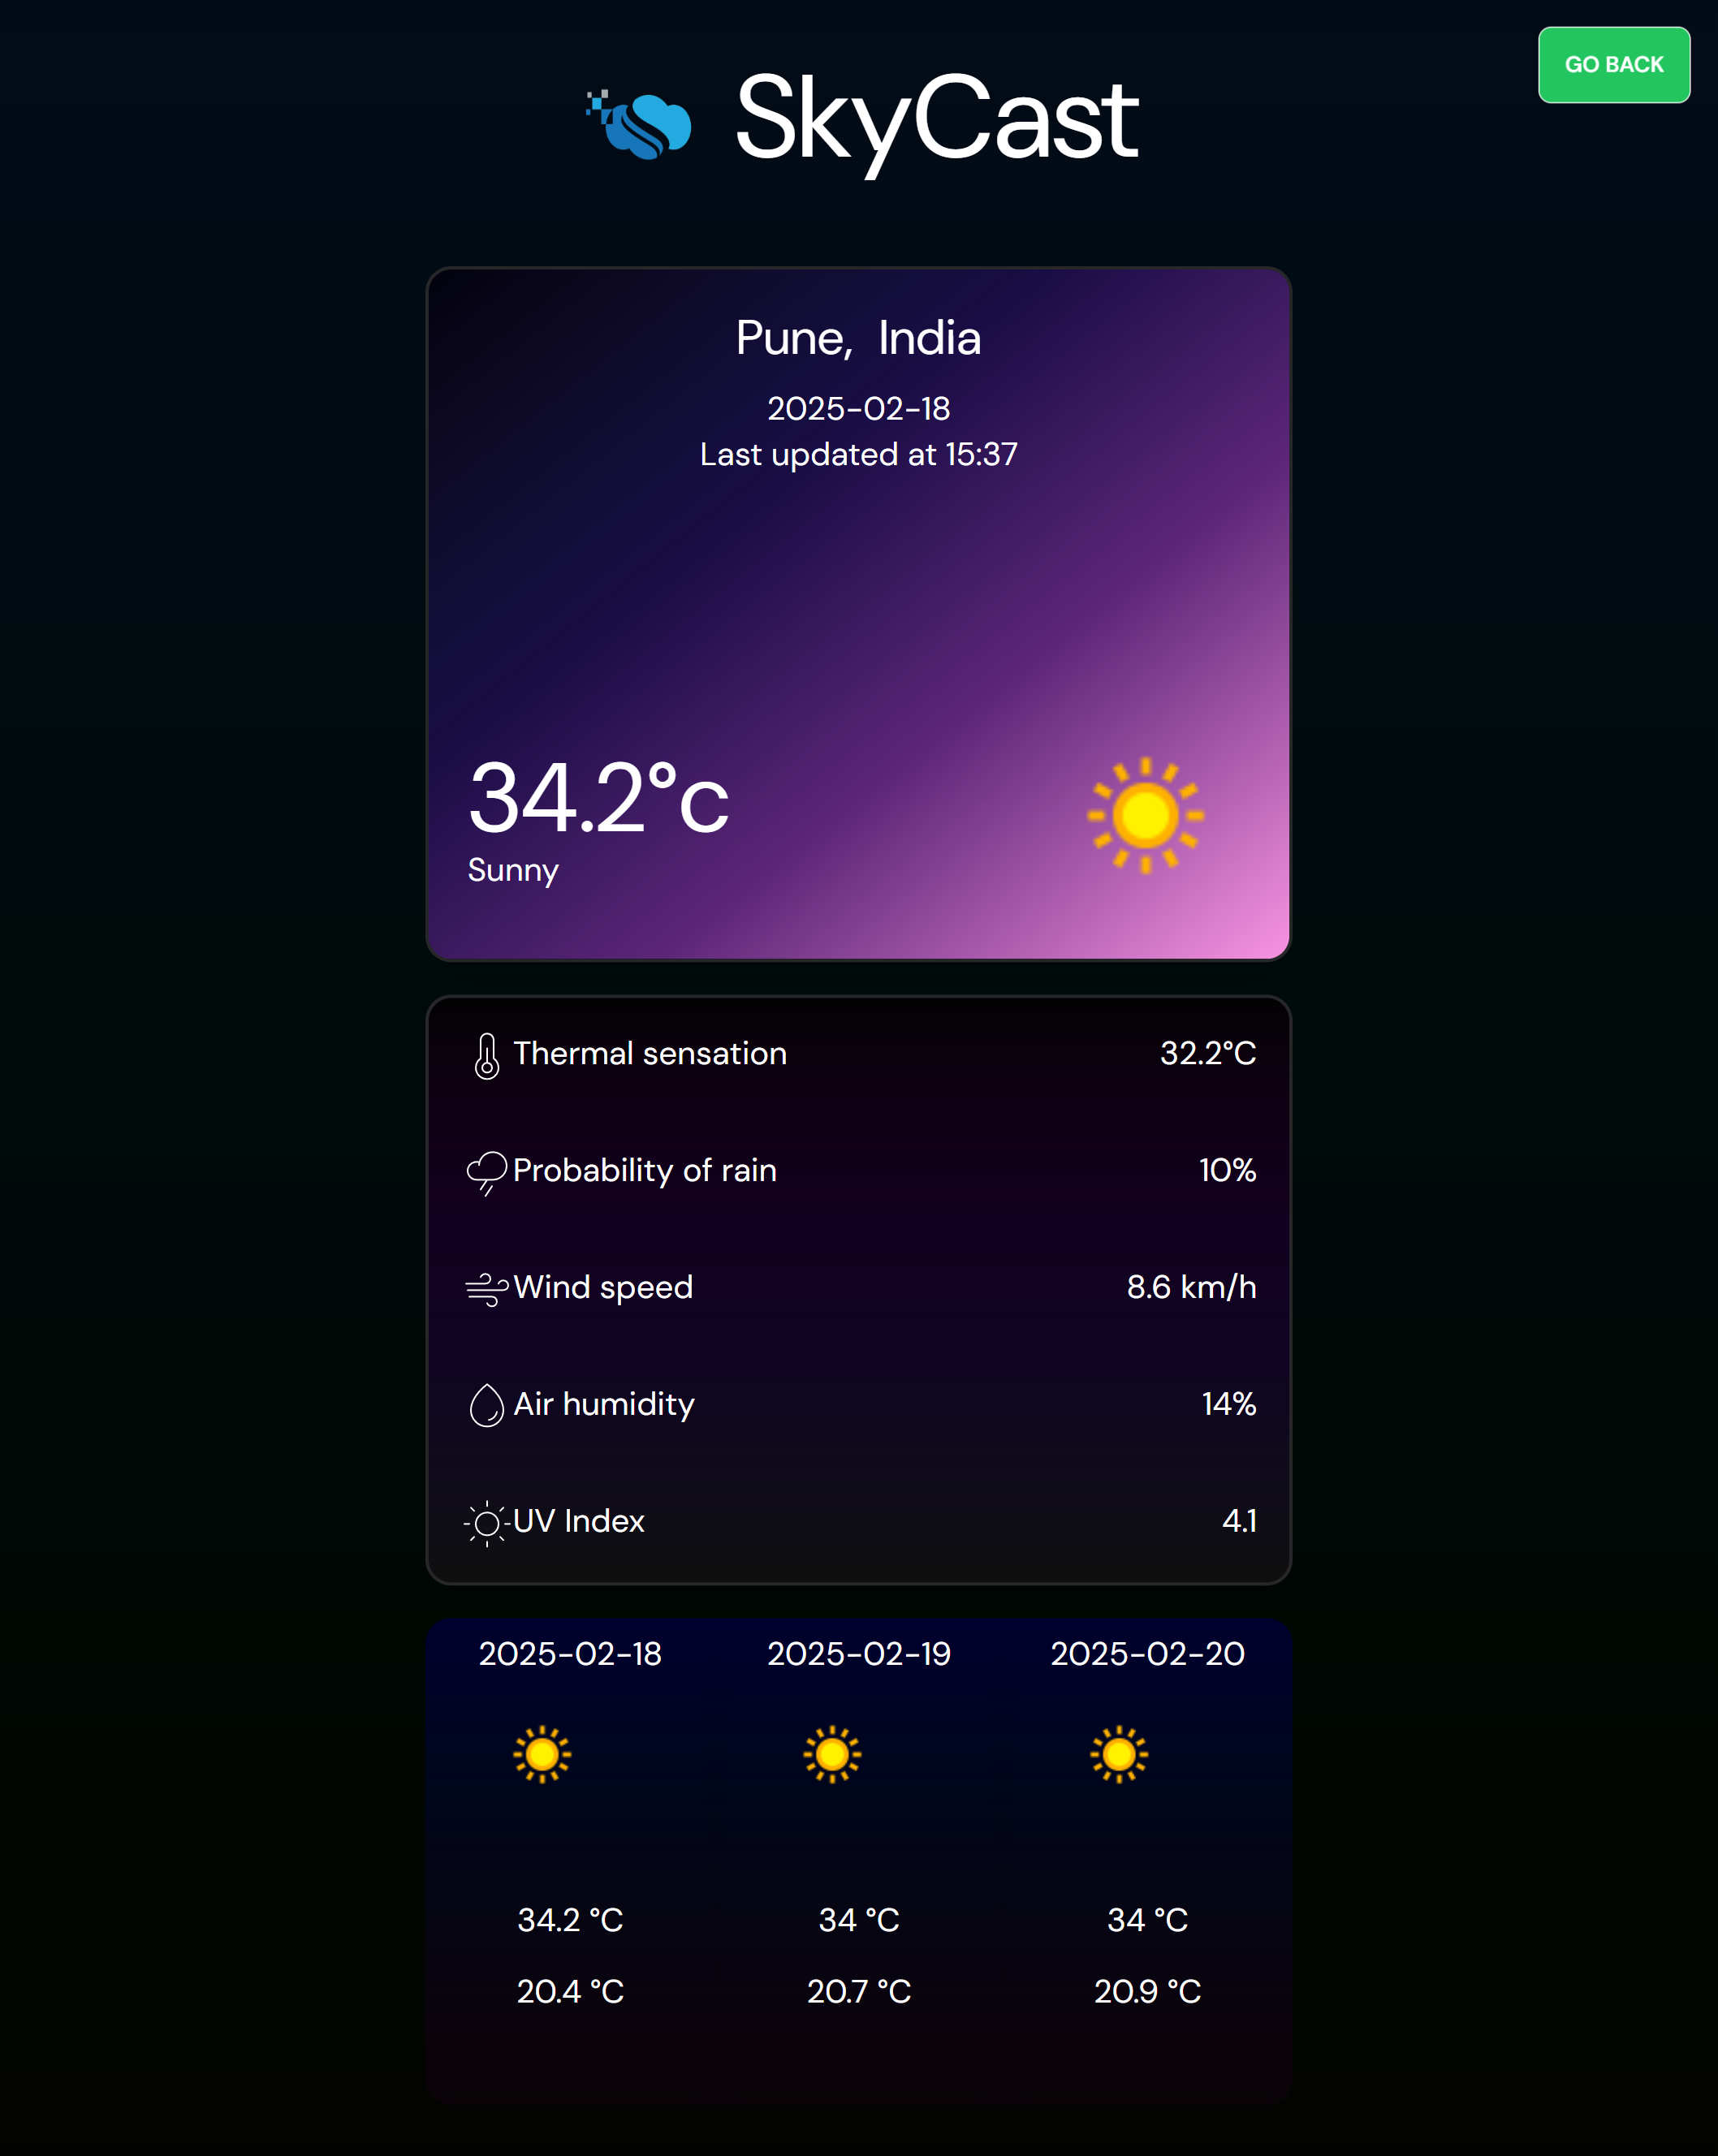 GO BACK
SkyCast
Pune, India
2025-02-18
Last updated at 15:37
34.2°c
Sunny
Thermal sensation 32.2°C
Probability of rain 10%
Wind speed 8.6 km/h
Air humidity 14%
UV Index 4.1
2025-02-18 2025-02-19 2025-02-20
34.2 °C 34 °C 34 °C
20.4 °C 20.7 °C 20.9 °C